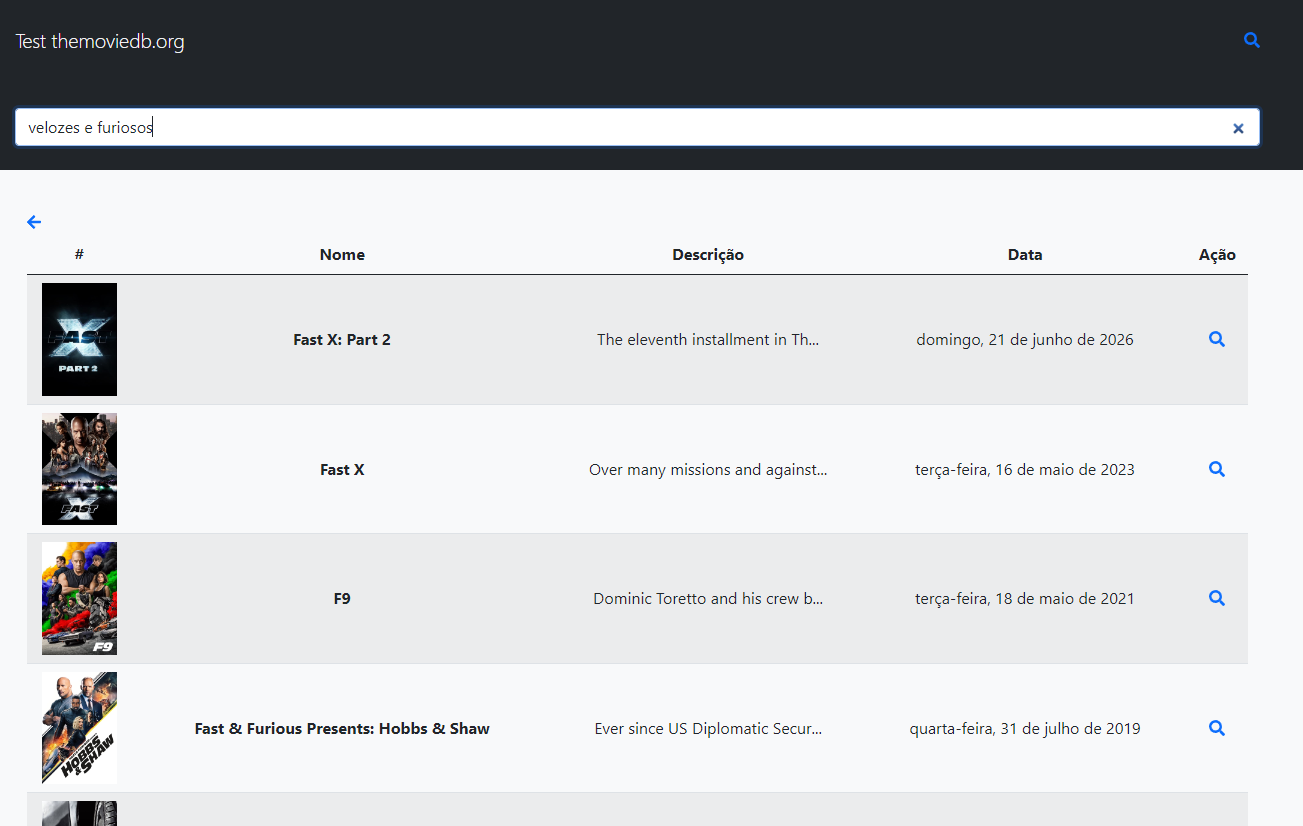 Test themoviedb.org
velozes e furiosos
# Nome Descrição Data Ação
FAST X PART 2
Fast X: Part 2 The eleventh installment in Th... domingo, 21 de junho de 2026
FAST X
Fast X Over many missions and against... terça-feira, 16 de maio de 2023
F9
F9 Dominic Toretto and his crew b... terça-feira, 18 de maio de 2021
HOBBS & SHAW
Fast & Furious Presents: Hobbs & Shaw Ever since US Diplomatic Secur... quarta-feira, 31 de julho de 2019